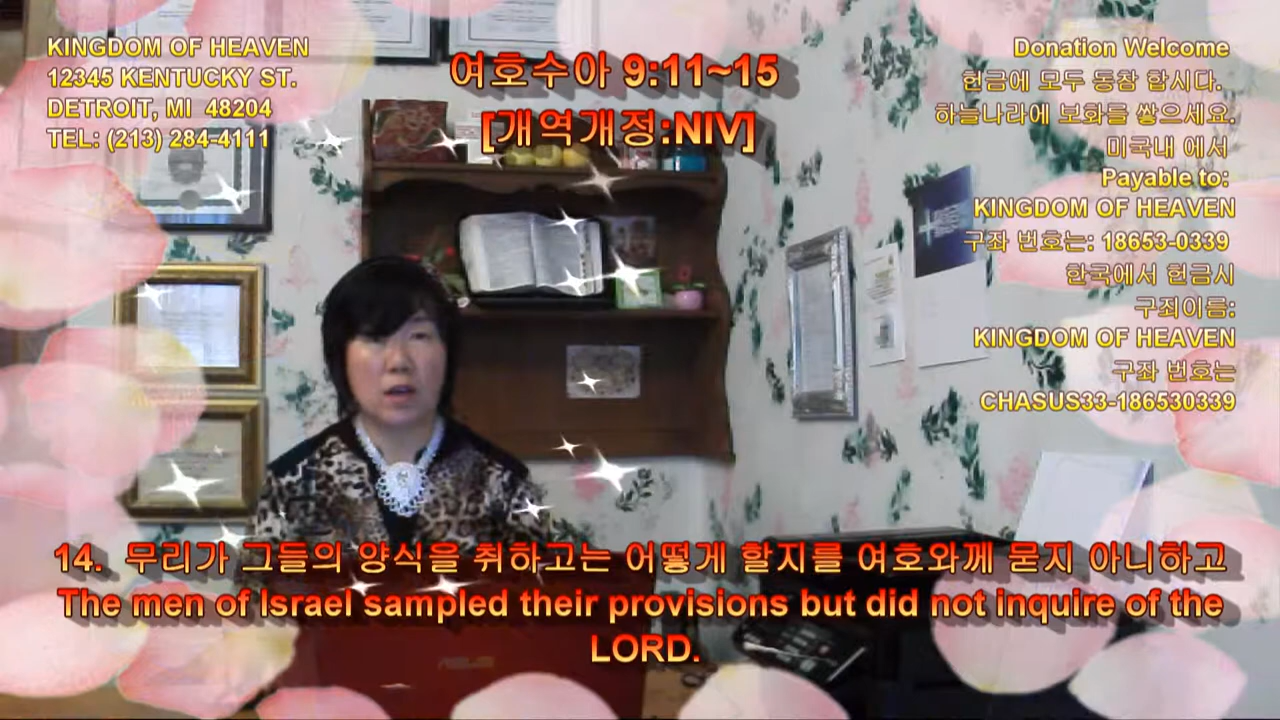 KINGDOM OF HEAVEN
12345 KENTUCKY ST.
DETROIT, MI 48204
TEL: (213) 284-4111
여호수아 9:11~15
[개역개정:NIV]
Donation Welcome
헌금에 모두 동참 합시다.
하늘나라에 보화를 쌓으세요.
미국내 에서
Payable to:
KINGDOM OF HEAVEN
구좌 번호는: 18653-0339
한국에서 헌금시
구좌이름:
KINGDOM OF HEAVEN
구좌 번호는
CHASUS33-186530339
14. 무리가 그들의 양식을 취하고는 어떻게 할지를 여호와께 묻지 아니하고
The men of Israel sampled their provisions but did not inquire of the
LORD.
ASUS